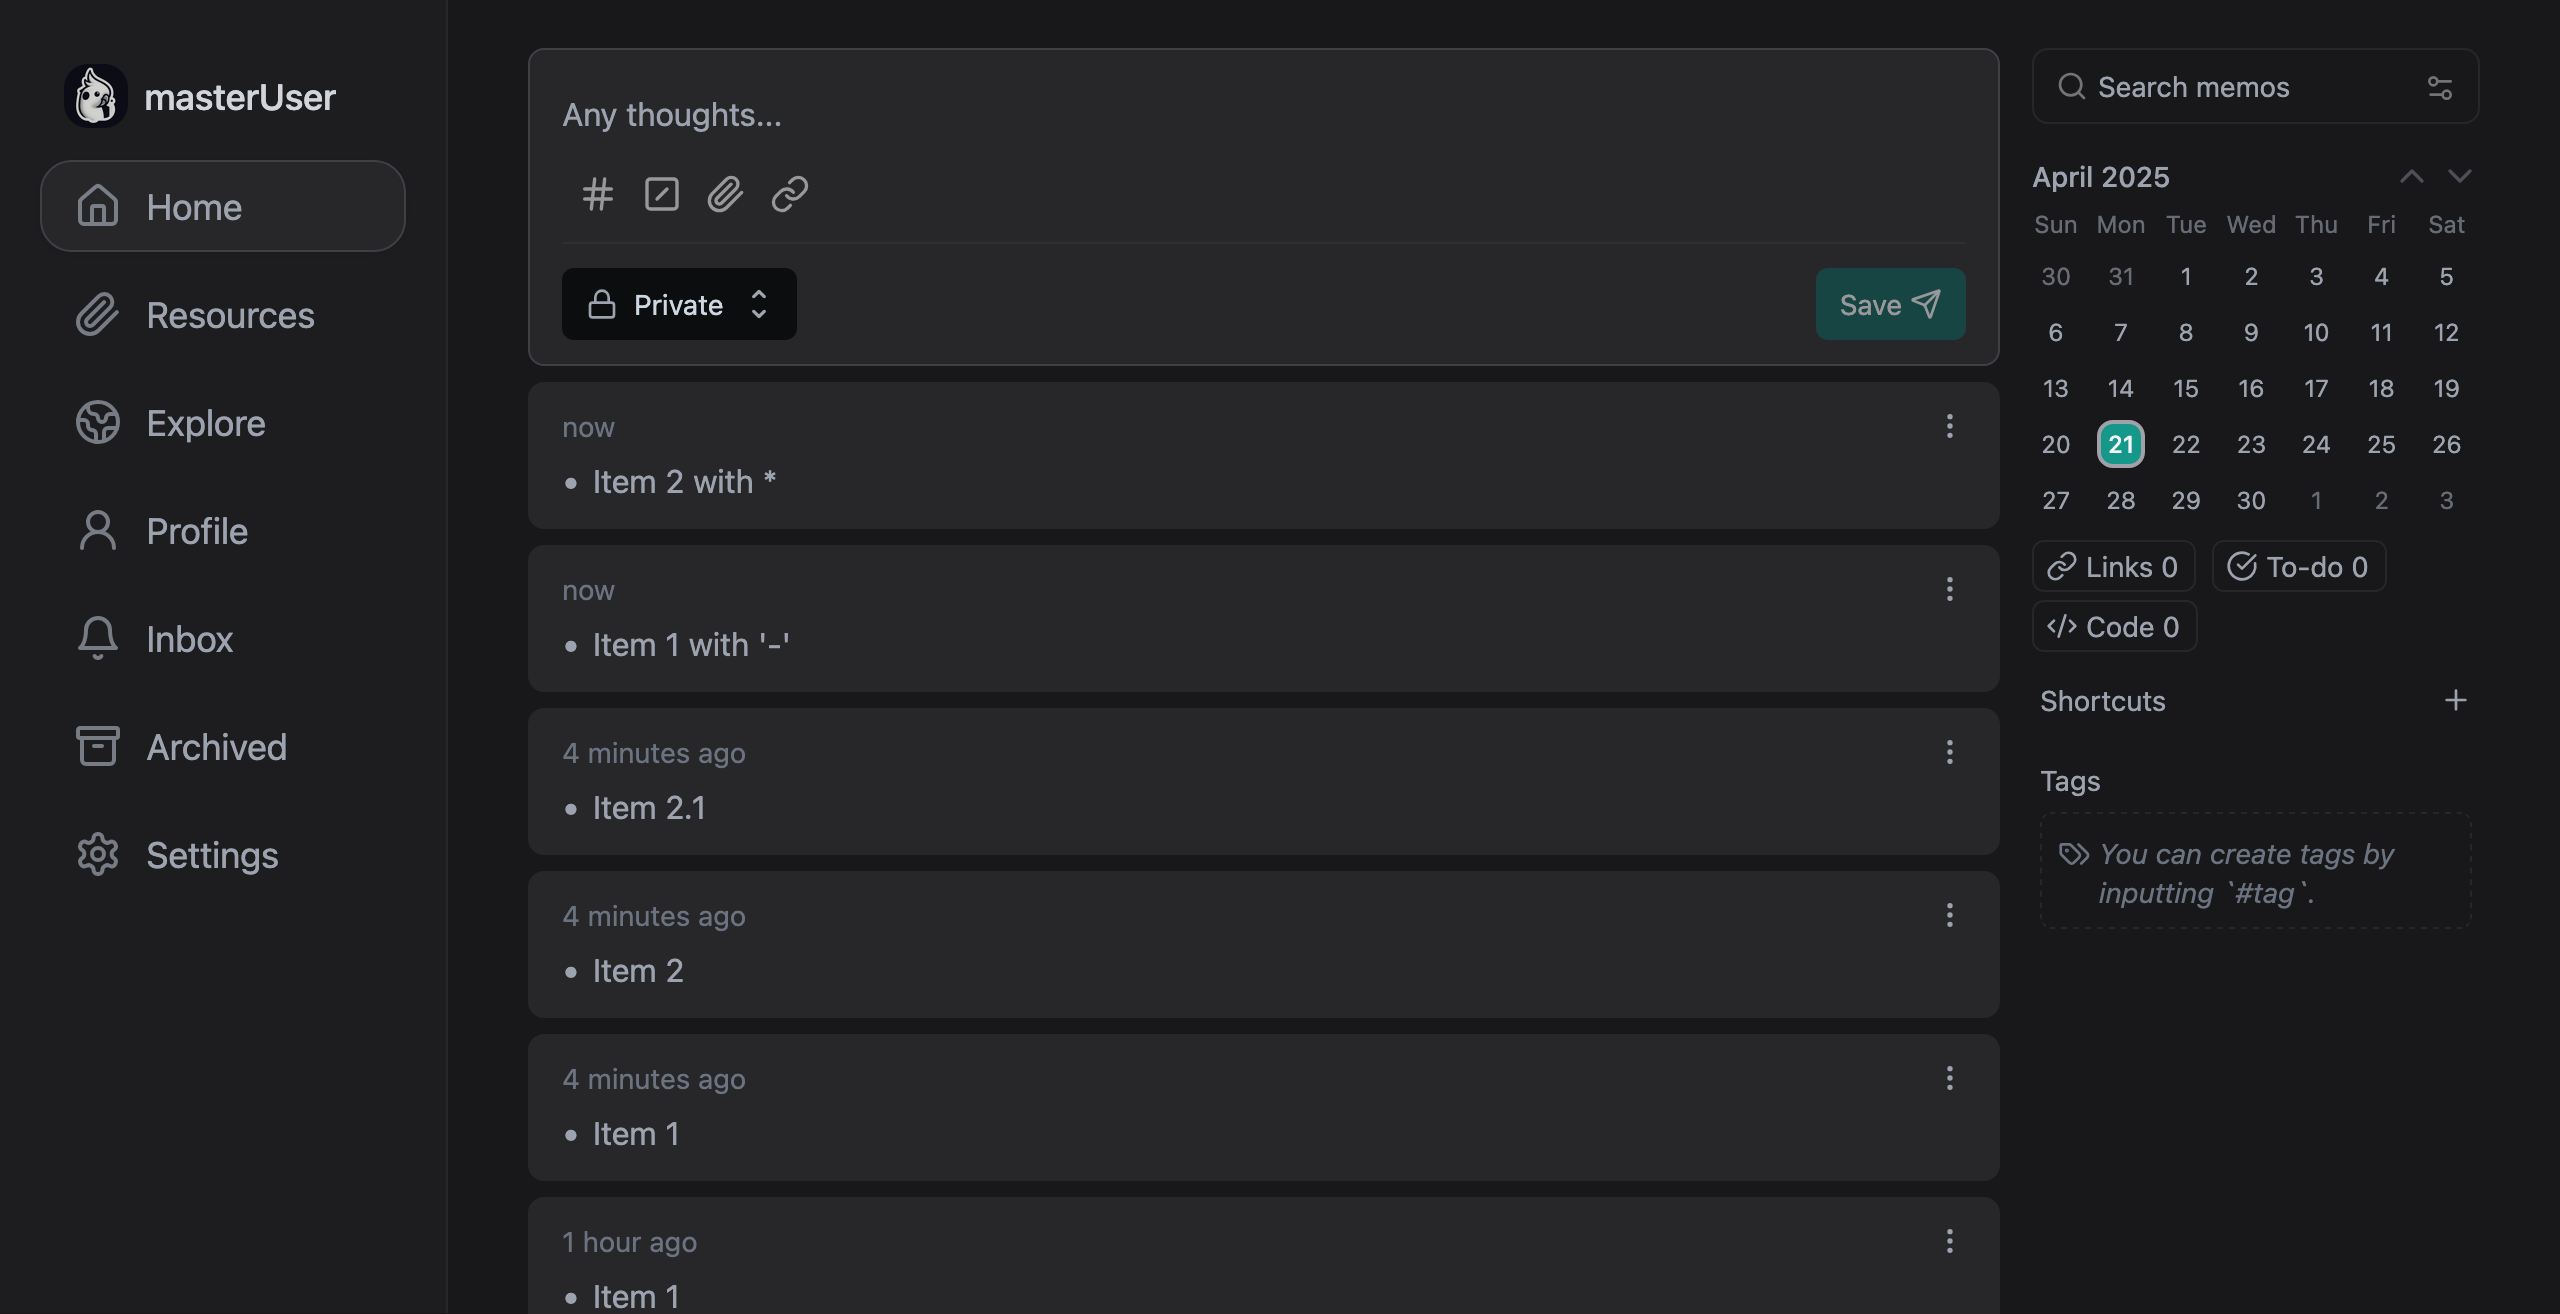 masterUser
Home
Resources
Explore
Profile
Inbox
Archived
Settings
Any thoughts...
Private
Save
now
• Item 2 with *
now
• Item 1 with '-'
4 minutes ago
• Item 2.1
4 minutes ago
• Item 2
4 minutes ago
• Item 1
1 hour ago
• Item 1
Search memos
April 2025
Sun Mon Tue Wed Thu Fri Sat
30 31 1 2 3 4 5
6 7 8 9 10 11 12
13 14 15 16 17 18 19
20 21 22 23 24 25 26
27 28 29 30 1 2 3
Links 0 To-do 0
Code 0
Shortcuts
Tags
You can create tags by
inputting `#tag`.